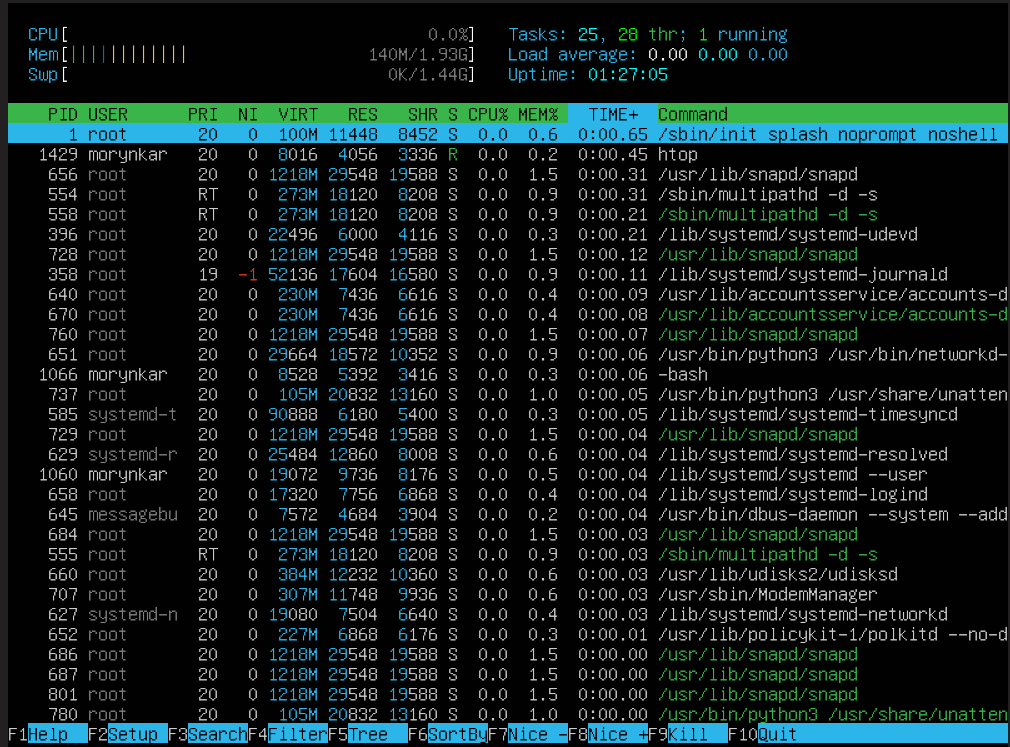 CPU[ 0.0%] Tasks: 25, 28 thr; 1 running
Mem[|||||||||||| 140M/1.93G] Load average: 0.00 0.00 0.00
Swp[ 0K/1.44G] Uptime: 01:27:05
PID USER PRI NI VIRT RES SHR S CPU% MEM% TIME+ Command
1 root 20 0 100M 11448 8452 S 0.0 0.6 0:00.65 /sbin/init splash noprompt noshell
1429 morynkar 20 0 8016 4056 3336 R 0.0 0.2 0:00.45 htop
656 root 20 0 1218M 29548 19588 S 0.0 1.5 0:00.31 /usr/lib/snapd/snapd
554 root RT 0 273M 18120 8208 S 0.0 0.9 0:00.31 /sbin/multipathd -d -s
558 root RT 0 273M 18120 8208 S 0.0 0.9 0:00.21 /sbin/multipathd -d -s
396 root 20 0 22496 6000 4116 S 0.0 0.3 0:00.21 /lib/systemd/systemd-udevd
728 root 20 0 1218M 29548 19588 S 0.0 1.5 0:00.12 /usr/lib/snapd/snapd
358 root 19 -1 52136 17604 16580 S 0.0 0.9 0:00.11 /lib/systemd/systemd-journald
640 root 20 0 230M 7436 6616 S 0.0 0.4 0:00.09 /usr/lib/accountsservice/accounts-d
670 root 20 0 230M 7436 6616 S 0.0 0.4 0:00.08 /usr/lib/accountsservice/accounts-d
760 root 20 0 1218M 29548 19588 S 0.0 1.5 0:00.07 /usr/lib/snapd/snapd
651 root 20 0 29664 18572 10352 S 0.0 0.9 0:00.06 /usr/bin/python3 /usr/bin/networkd-
1066 morynkar 20 0 8528 5392 3416 S 0.0 0.3 0:00.06 -bash
737 root 20 0 105M 20832 13160 S 0.0 1.0 0:00.05 /usr/bin/python3 /usr/share/unatten
585 systemd-t 20 0 90888 6180 5400 S 0.0 0.3 0:00.05 /lib/systemd/systemd-timesyncd
729 root 20 0 1218M 29548 19588 S 0.0 1.5 0:00.04 /usr/lib/snapd/snapd
629 systemd-r 20 0 25484 12860 8008 S 0.0 0.6 0:00.04 /lib/systemd/systemd-resolved
1060 morynkar 20 0 19072 9736 8176 S 0.0 0.5 0:00.04 /lib/systemd/systemd --user
658 root 20 0 17320 7756 6868 S 0.0 0.4 0:00.04 /lib/systemd/systemd-logind
645 messagebu 20 0 7572 4684 3904 S 0.0 0.2 0:00.04 /usr/bin/dbus-daemon --system --add
684 root 20 0 1218M 29548 19588 S 0.0 1.5 0:00.03 /usr/lib/snapd/snapd
555 root RT 0 273M 18120 8208 S 0.0 0.9 0:00.03 /sbin/multipathd -d -s
660 root 20 0 384M 12232 10360 S 0.0 0.6 0:00.03 /usr/lib/udisks2/udisksd
707 root 20 0 307M 11748 9936 S 0.0 0.6 0:00.03 /usr/sbin/ModemManager
627 systemd-n 20 0 19080 7504 6640 S 0.0 0.4 0:00.03 /lib/systemd/systemd-networkd
652 root 20 0 227M 6868 6176 S 0.0 0.3 0:00.01 /usr/lib/policykit-1/polkitd --no-d
686 root 20 0 1218M 29548 19588 S 0.0 1.5 0:00.00 /usr/lib/snapd/snapd
687 root 20 0 1218M 29548 19588 S 0.0 1.5 0:00.00 /usr/lib/snapd/snapd
801 root 20 0 1218M 29548 19588 S 0.0 1.5 0:00.00 /usr/lib/snapd/snapd
780 root 20 0 105M 20832 13160 S 0.0 1.0 0:00.00 /usr/bin/python3 /usr/share/unatten
F1Help F2Setup F3SearchF4FilterF5Tree F6SortByF7Nice -F8Nice +F9Kill F10Quit